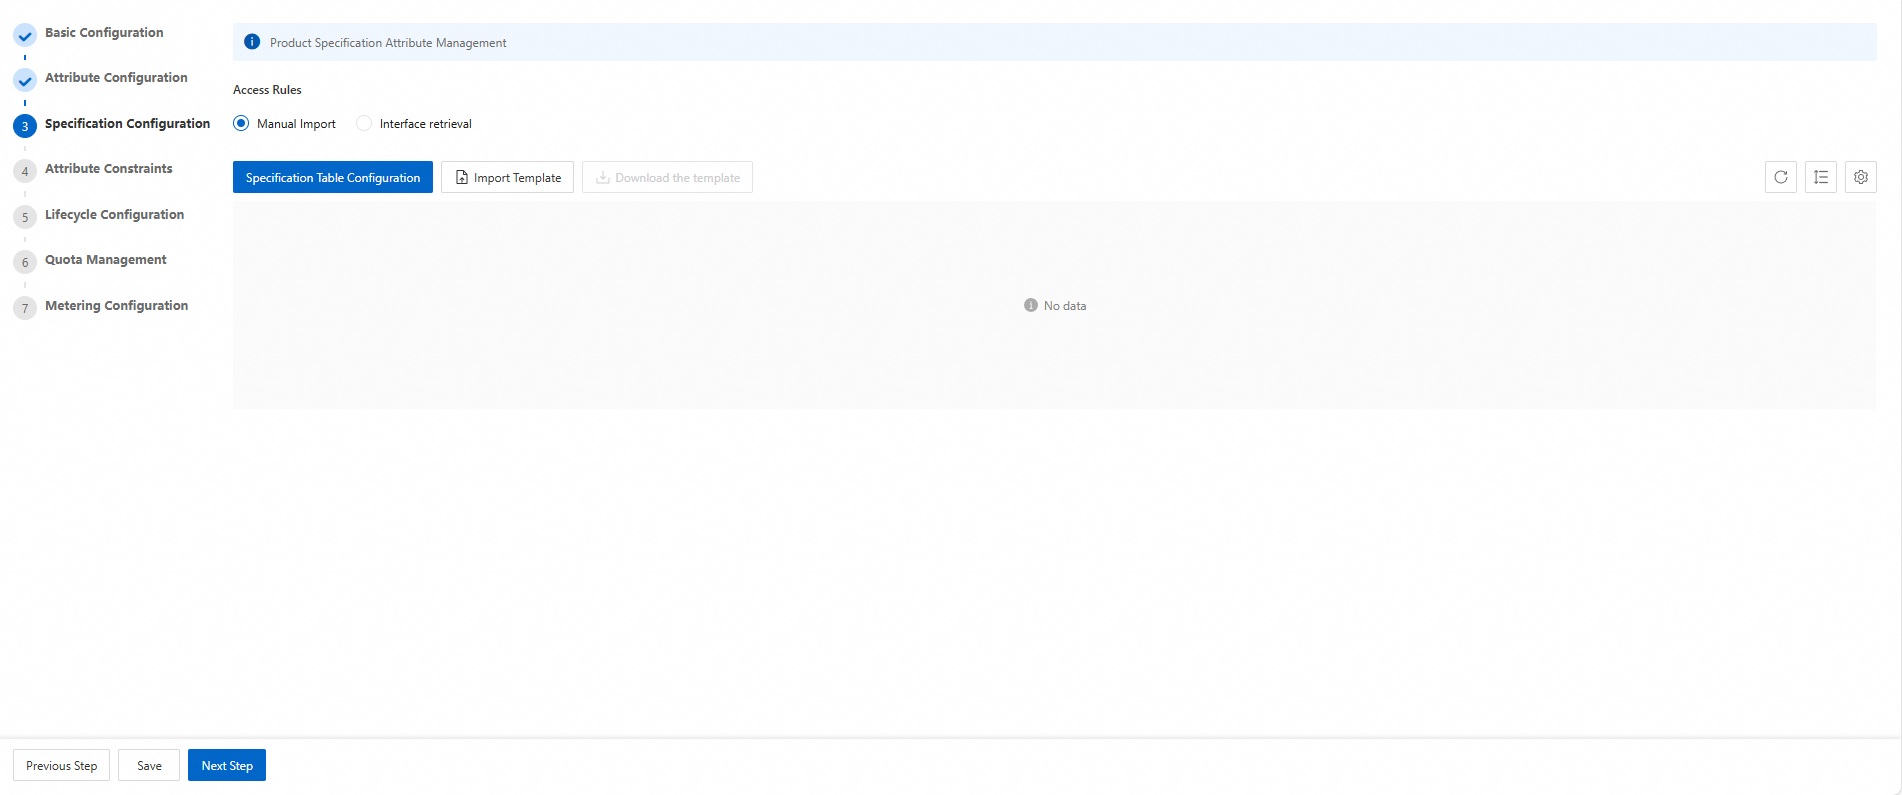 Basic Configuration
Attribute Configuration
3 Specification Configuration
4 Attribute Constraints
5 Lifecycle Configuration
6 Quota Management
7 Metering Configuration
Product Specification Attribute Management
Access Rules
Manual Import Interface retrieval
Specification Table Configuration Import Template Download the template
No data
Previous Step Save Next Step